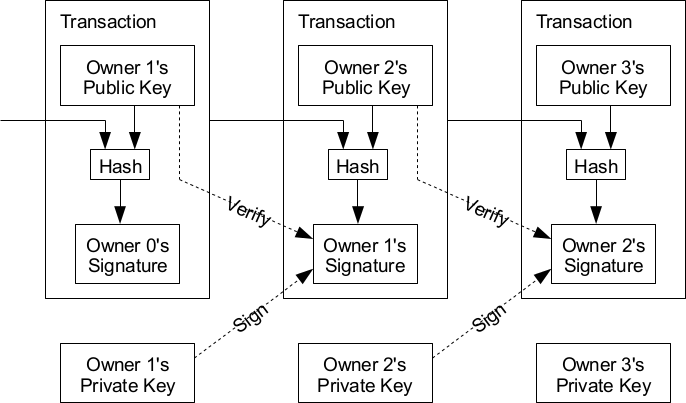 Transaction
Owner 1's
Public Key
Hash
Owner 0's
Signature
Transaction
Owner 2's
Public Key
Hash
Verify
Owner 1's
Signature
Transaction
Owner 3's
Public Key
Hash
Verify
Owner 2's
Signature
Sign
Sign
Owner 1's
Private Key
Owner 2's
Private Key
Owner 3's
Private Key